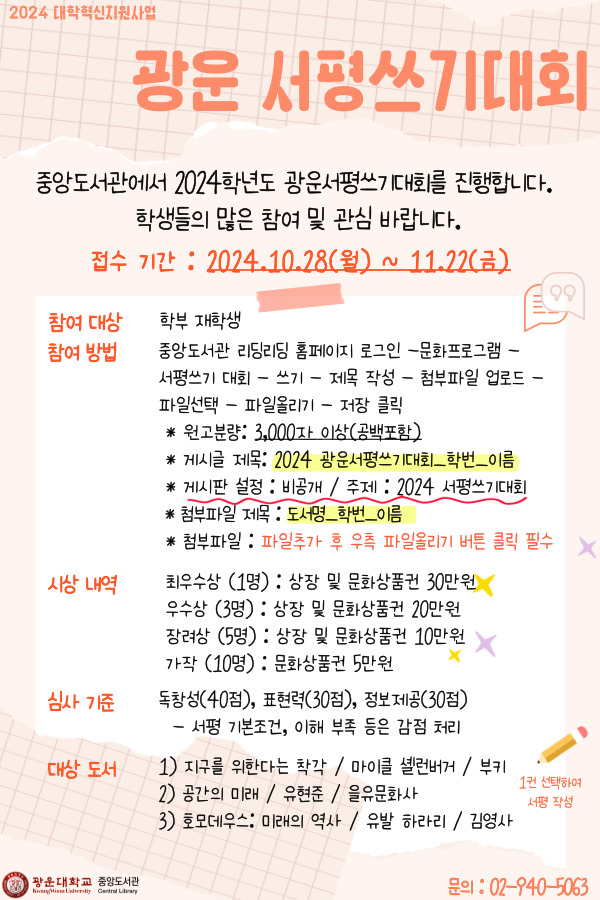 2024 대학혁신지원사업
광운 서평쓰기대회
중앙도서관에서 2024학년도 광운서평쓰기대회를 진행합니다.
학생들의 많은 참여 및 관심 바랍니다.
접수 기간 : 2024.10.28(월) ~ 11.22(금)
참여 대상 학부 재학생
참여 방법 중앙도서관 리딩리딩 홈페이지 로그인 -문화프로그램 -
서평쓰기 대회 - 쓰기 - 제목 작성 - 첨부파일 업로드 -
파일선택 - 파일올리기 - 저장 클릭
* 원고분량: 3,000자 이상(공백포함)
* 게시글 제목: 2024 광운서평쓰기대회_학번_이름
* 게시판 설정 : 비공개 / 주제 : 2024 서평쓰기대회
* 첨부파일 제목 : 도서명_학번_이름
* 첨부파일 : 파일추가 후 우측 파일올리기 버튼 클릭 필수
시상 내역 최우수상 (1명) : 상장 및 문화상품권 30만원
우수상 (3명) : 상장 및 문화상품권 20만원
장려상 (5명) : 상장 및 문화상품권 10만원
가작 (10명) : 문화상품권 5만원
심사 기준 독창성(40점), 표현력(30점), 정보제공(30점)
- 서평 기본조건, 이해 부족 등은 감점 처리
대상 도서 1) 지구를 위한다는 착각 / 마이클 셸런버거 / 부키
2) 공간의 미래 / 유현준 / 을유문화사
3) 호모데우스: 미래의 역사 / 유발 하라리 / 김영사
1권 선택하여
서평 작성
광운대학교 중앙도서관
KwangWoon University Central Library
문의 : 02-940-5063